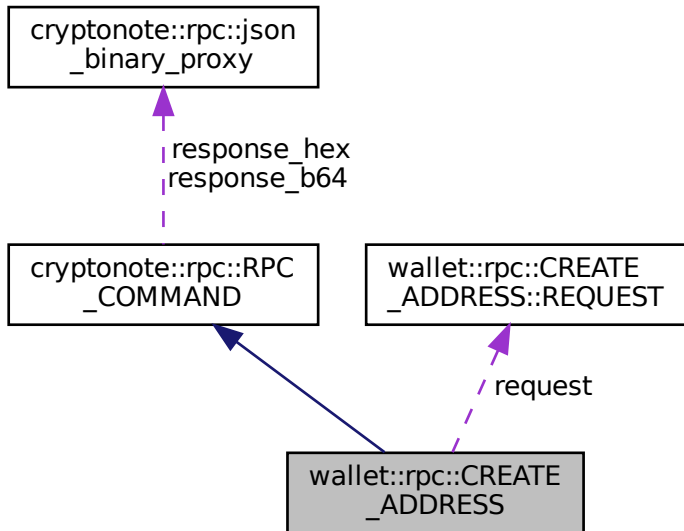 cryptonote::rpc::json
_binary_proxy
response_hex
response_b64
cryptonote::rpc::RPC
_COMMAND
wallet::rpc::CREATE
_ADDRESS::REQUEST
request
wallet::rpc::CREATE
_ADDRESS